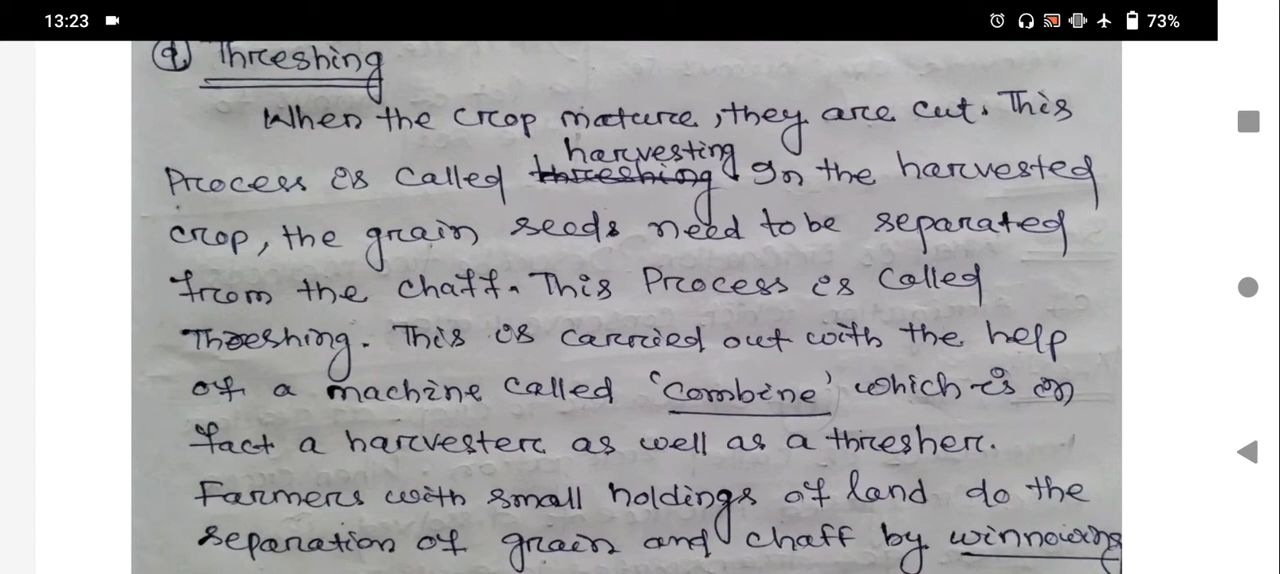 13:23
73%
(d) Threshing
When the crop mature, they are cut. This
harvesting
Process is called threshing. In the harvested
crop, the grain seeds need to be separated
from the chaff. This Process is called
Threshing. This is carried out with the help
of a machine called 'combine' which is in
fact a harvester as well as a thresher.
Farmers with small holdings of land do the
separation of grain and chaff by winnowing